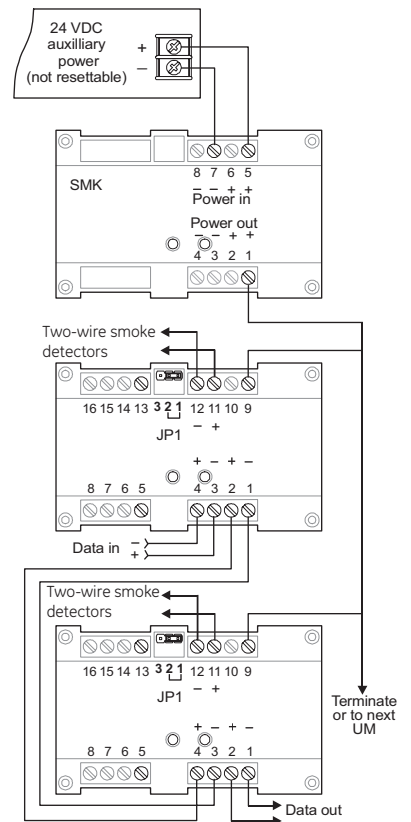 24 VDC
auxilliary
power
(not resettable)
+
–
SMK
8 7 6 5
– – + +
Power in
Power out
– – + +
4 3 2 1
Two-wire smoke
detectors
16 15 14 13 3 2 1 12 11 10 9
– +
JP1
+ – + –
8 7 6 5 4 3 2 1
Data in – +
Two-wire smoke
detectors
16 15 14 13 3 2 1 12 11 10 9
– +
JP1
Terminate
or to next
UM
+ – + –
8 7 6 5 4 3 2 1
Data out